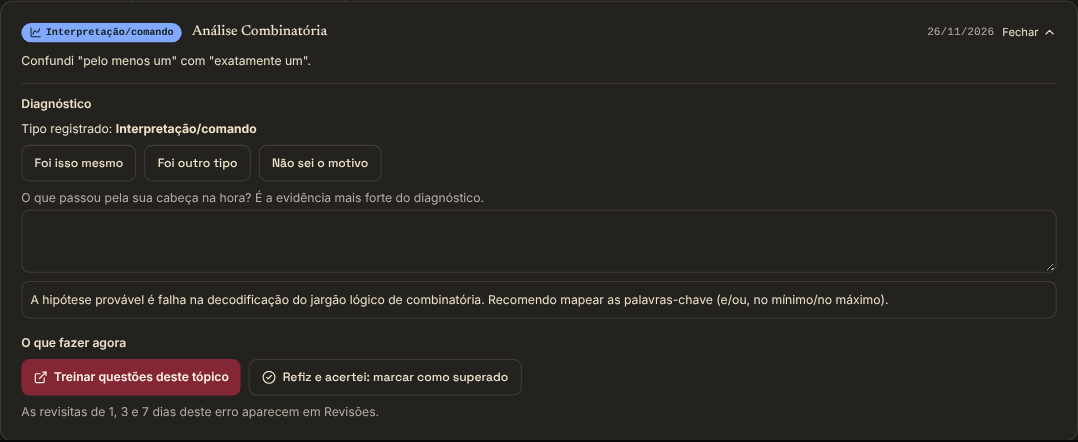 Interpretação/comando Análise Combinatória 26/11/2026 Fechar
Confundi "pelo menos um" com "exatamente um".
Diagnóstico
Tipo registrado: Interpretação/comando
Foi isso mesmo Foi outro tipo Não sei o motivo
O que passou pela sua cabeça na hora? É a evidência mais forte do diagnóstico.
A hipótese provável é falha na decodificação do jargão lógico de combinatória. Recomendo mapear as palavras-chave (e/ou, no mínimo/no máximo).
O que fazer agora
Treinar questões deste tópico Refiz e acertei: marcar como superado
As revisitas de 1, 3 e 7 dias deste erro aparecem em Revisões.